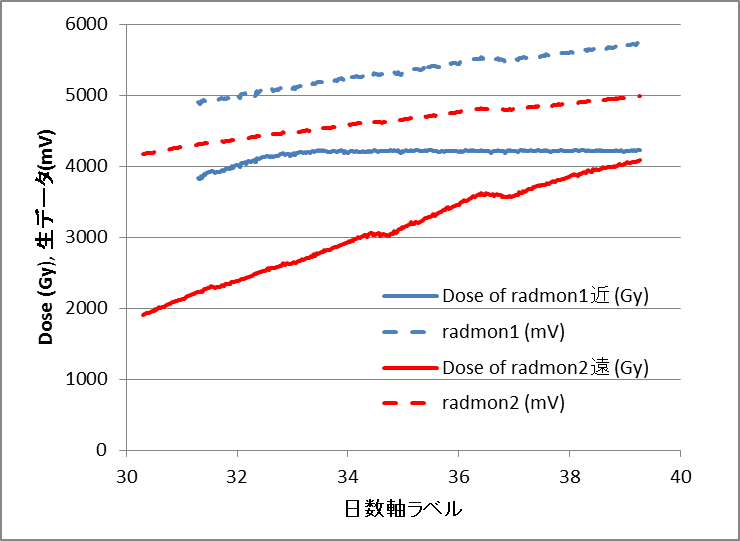 6000
5000
4000
3000
2000
1000
0
Dose (Gy), 生データ(mV)
Dose of radmon1近 (Gy)
radmon1 (mV)
Dose of radmon2遠 (Gy)
radmon2 (mV)
30 32 34 36 38 40
日数軸ラベル